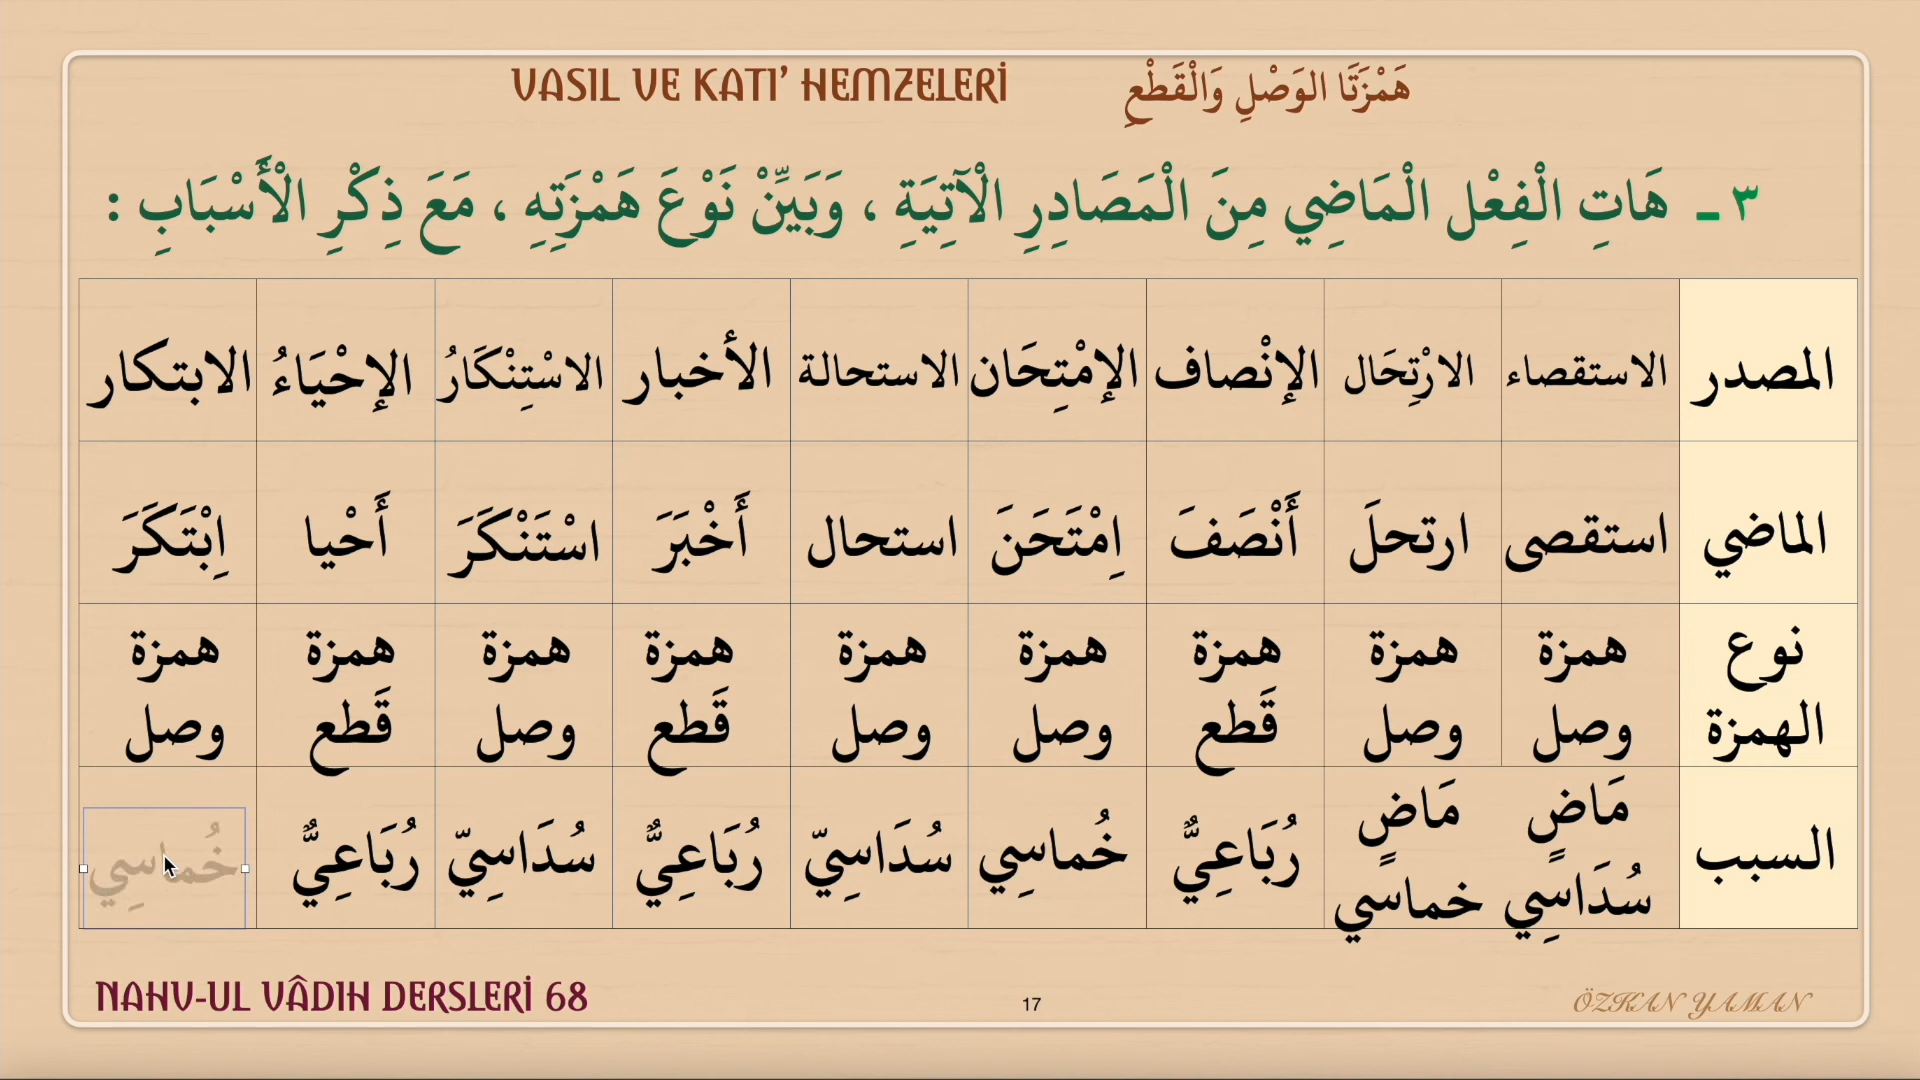 VASIL VE KATI’ HEMZELERİ هَمْزَتَا الوَصْلِ وَالْقَطْعِ
٣ ـ هَاتِ الْفِعْل الْمَاضِي مِنَ الْمَصَادِرِ الْآتِيَةِ ، وَبَيِّنْ نَوْعَ هَمْزَتِهِ ، مَعَ ذِكْرِ الْأَسْبَابِ :
المصدر الاستقصاء الارْتِحَال الإنْصاف الإمْتِحَان الاستحالة الأخبار الاسْتِنْكَارُ الإحْيَاءُ الابتكار
الماضي استقصى ارتحلَ أَنْصَفَ اِمْتَحَنَ استحال أَخْبَرَ اسْتَنْكَرَ أَحْيا اِبْتَكَرَ
نوع الهمزة همزة وصل همزة وصل همزة قَطع همزة وصل همزة وصل همزة قَطع همزة وصل همزة قَطع همزة وصل
السبب مَاضٍ سُدَاسِي مَاضٍ خماسي رُبَاعِيٌّ خُماسِي سُدَاسِيّ رُبَاعِيٌّ سُدَاسِيّ رُبَاعِيٌّ خُماسِي
NAHV-UL VÂDIH DERSLERİ 68 17 ÖZKAN YAMAN